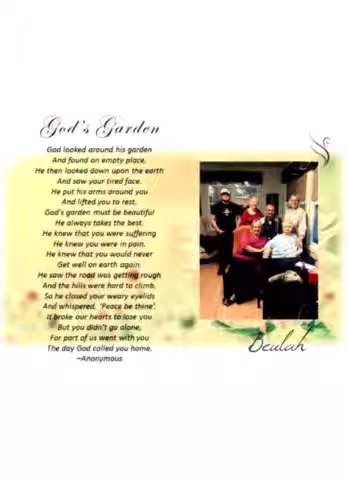 God's Garden
God looked around his garden
And found an empty place,
He then looked down upon the earth
And saw your tired face.
He put his arms around you
And lifted you to rest.
God's garden must be beautiful
He always takes the best.
He knew that you were suffering
He knew you were in pain.
He knew that you would never
Get well on earth again.
He saw the road was getting rough
And the hills were hard to climb.
So he closed your weary eyelids
And whispered, 'Peace be thine'.
It broke our hearts to lose you
But you didn't go alone,
For part of us went with you
The day God called you home.
~Anonymous
Beulah